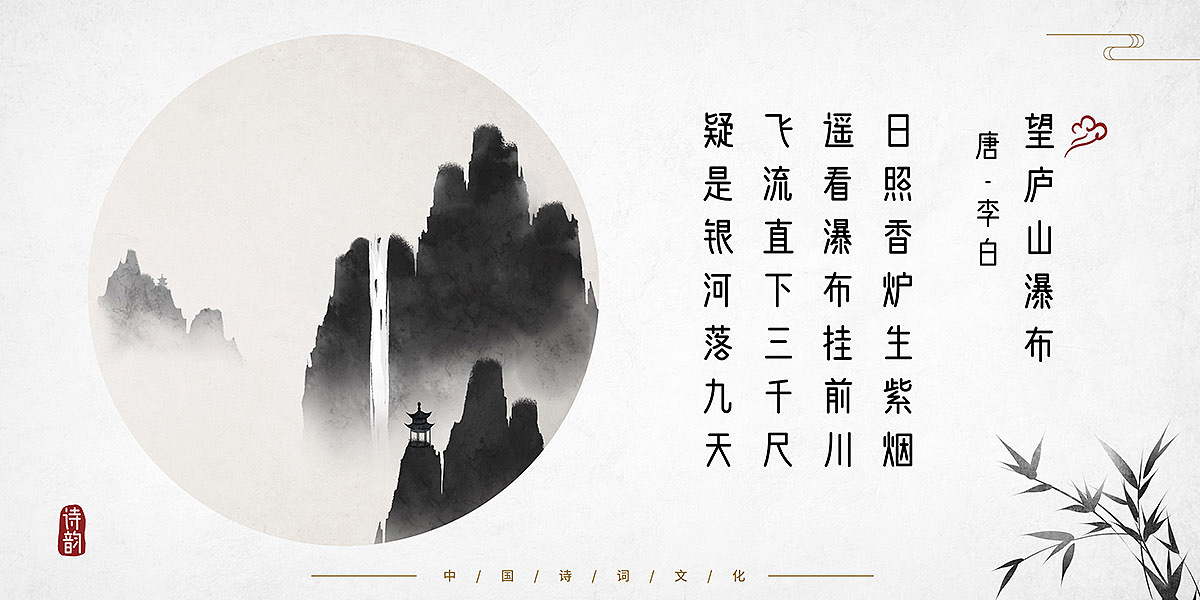 望庐山瀑布
唐-李白
日照香炉生紫烟
遥看瀑布挂前川
飞流直下三千尺
疑是银河落九天
诗韵
中/国/诗/词/文/化